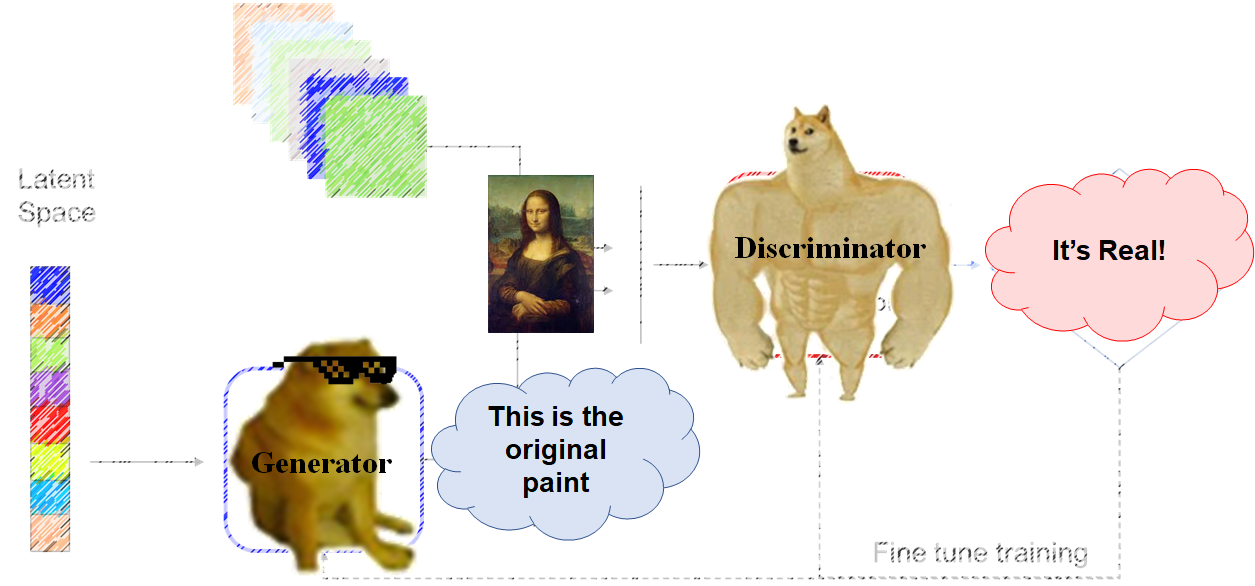 Latent
Space
Discriminator
It's Real!
This is the
original
paint
Generator
Fine tune training